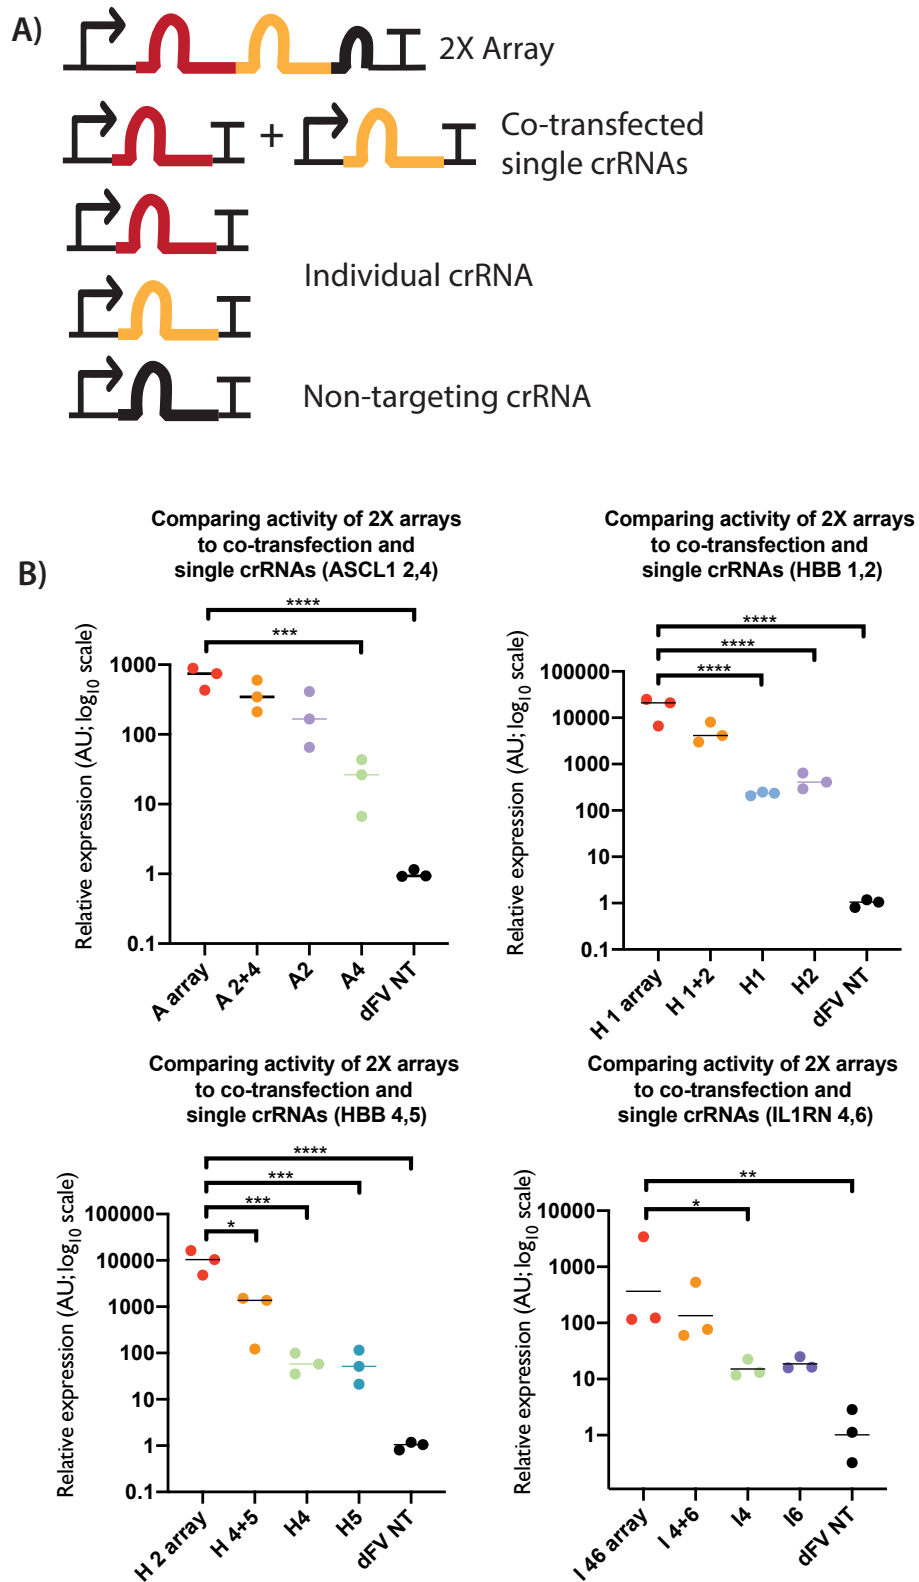 A)
2X Array
+
Co-transfected
single crRNAs
Individual crRNA
Non-targeting crRNA
B)
Comparing activity of 2X arrays
to co-transfection and
single crRNAs (ASCL1 2,4)
****
***
Relative expression (AU; log10 scale)
1000
100
10
1
0.1
A array
A 2+4
A2
A4
dFV NT
Comparing activity of 2X arrays
to co-transfection and
single crRNAs (HBB 1,2)
****
****
****
Relative expression (AU; log10 scale)
100000
10000
1000
100
10
1
0.1
H 1 array
H 1+2
H1
H2
dFV NT
Comparing activity of 2X arrays
to co-transfection and
single crRNAs (HBB 4,5)
****
***
***
*
Relative expression (AU; log10 scale)
100000
10000
1000
100
10
1
0.1
H 2 array
H 4+5
H4
H5
dFV NT
Comparing activity of 2X arrays
to co-transfection and
single crRNAs (IL1RN 4,6)
**
*
Relative expression (AU; log10 scale)
10000
1000
100
10
1
I 46 array
I 4+6
I4
I6
dFV NT